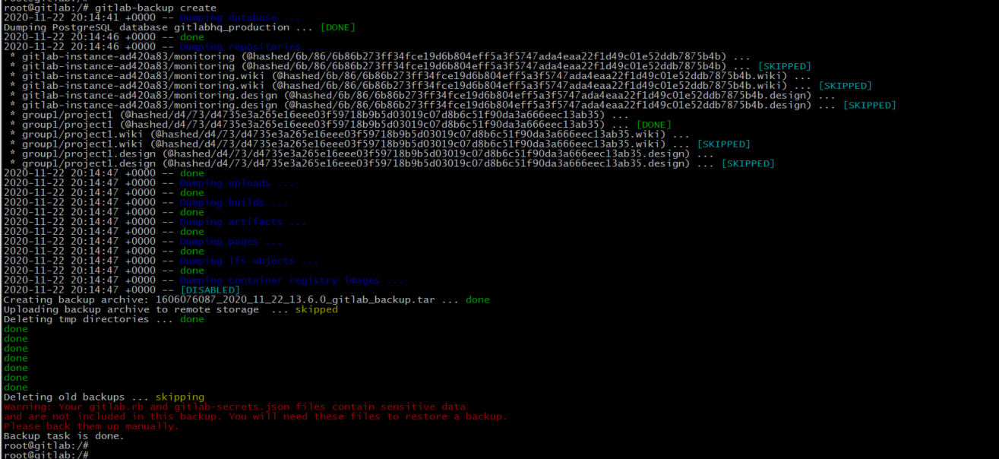 root@gitlab:/#
root@gitlab:/# gitlab-backup create
2020-11-22 20:14:41 +0000 -- Dumping database ...
Dumping PostgreSQL database gitlabhq_production ... [DONE]
2020-11-22 20:14:46 +0000 -- done
2020-11-22 20:14:46 +0000 -- Dumping repositories ...
 * gitlab-instance-ad420a83/monitoring (@hashed/6b/86/6b86b273ff34fce19d6b804eff5a3f5747ada4eaa22f1d49c01e52ddb7875b4b) ...
 * gitlab-instance-ad420a83/monitoring (@hashed/6b/86/6b86b273ff34fce19d6b804eff5a3f5747ada4eaa22f1d49c01e52ddb7875b4b) ... [SKIPPED]
 * gitlab-instance-ad420a83/monitoring.wiki (@hashed/6b/86/6b86b273ff34fce19d6b804eff5a3f5747ada4eaa22f1d49c01e52ddb7875b4b.wiki) ...
 * gitlab-instance-ad420a83/monitoring.wiki (@hashed/6b/86/6b86b273ff34fce19d6b804eff5a3f5747ada4eaa22f1d49c01e52ddb7875b4b.wiki) ... [SKIPPED]
 * gitlab-instance-ad420a83/monitoring.design (@hashed/6b/86/6b86b273ff34fce19d6b804eff5a3f5747ada4eaa22f1d49c01e52ddb7875b4b.design) ...
 * gitlab-instance-ad420a83/monitoring.design (@hashed/6b/86/6b86b273ff34fce19d6b804eff5a3f5747ada4eaa22f1d49c01e52ddb7875b4b.design) ... [SKIPPED]
 * group1/project1 (@hashed/d4/73/d4735e3a265e16eee03f59718b9b5d03019c07d8b6c51f90da3a666eec13ab35) ...
 * group1/project1 (@hashed/d4/73/d4735e3a265e16eee03f59718b9b5d03019c07d8b6c51f90da3a666eec13ab35) ... [DONE]
 * group1/project1.wiki (@hashed/d4/73/d4735e3a265e16eee03f59718b9b5d03019c07d8b6c51f90da3a666eec13ab35.wiki) ...
 * group1/project1.wiki (@hashed/d4/73/d4735e3a265e16eee03f59718b9b5d03019c07d8b6c51f90da3a666eec13ab35.wiki) ... [SKIPPED]
 * group1/project1.design (@hashed/d4/73/d4735e3a265e16eee03f59718b9b5d03019c07d8b6c51f90da3a666eec13ab35.design) ...
 * group1/project1.design (@hashed/d4/73/d4735e3a265e16eee03f59718b9b5d03019c07d8b6c51f90da3a666eec13ab35.design) ... [SKIPPED]
2020-11-22 20:14:47 +0000 -- done
2020-11-22 20:14:47 +0000 -- Dumping uploads ...
2020-11-22 20:14:47 +0000 -- done
2020-11-22 20:14:47 +0000 -- Dumping builds ...
2020-11-22 20:14:47 +0000 -- done
2020-11-22 20:14:47 +0000 -- Dumping artifacts ...
2020-11-22 20:14:47 +0000 -- done
2020-11-22 20:14:47 +0000 -- Dumping pages ...
2020-11-22 20:14:47 +0000 -- done
2020-11-22 20:14:47 +0000 -- Dumping lfs objects ...
2020-11-22 20:14:47 +0000 -- done
2020-11-22 20:14:47 +0000 -- Dumping container registry images ...
2020-11-22 20:14:47 +0000 -- [DISABLED]
Creating backup archive: 1606076087_2020_11_22_13.6.0_gitlab_backup.tar ... done
Uploading backup archive to remote storage  ... skipped
Deleting tmp directories ... done
done
done
done
done
done
done
done
Deleting old backups ... skipping
Warning: Your gitlab.rb and gitlab-secrets.json files contain sensitive data
and are not included in this backup. You will need these files to restore a backup.
Please back them up manually.
Backup task is done.
root@gitlab:/#
root@gitlab:/#